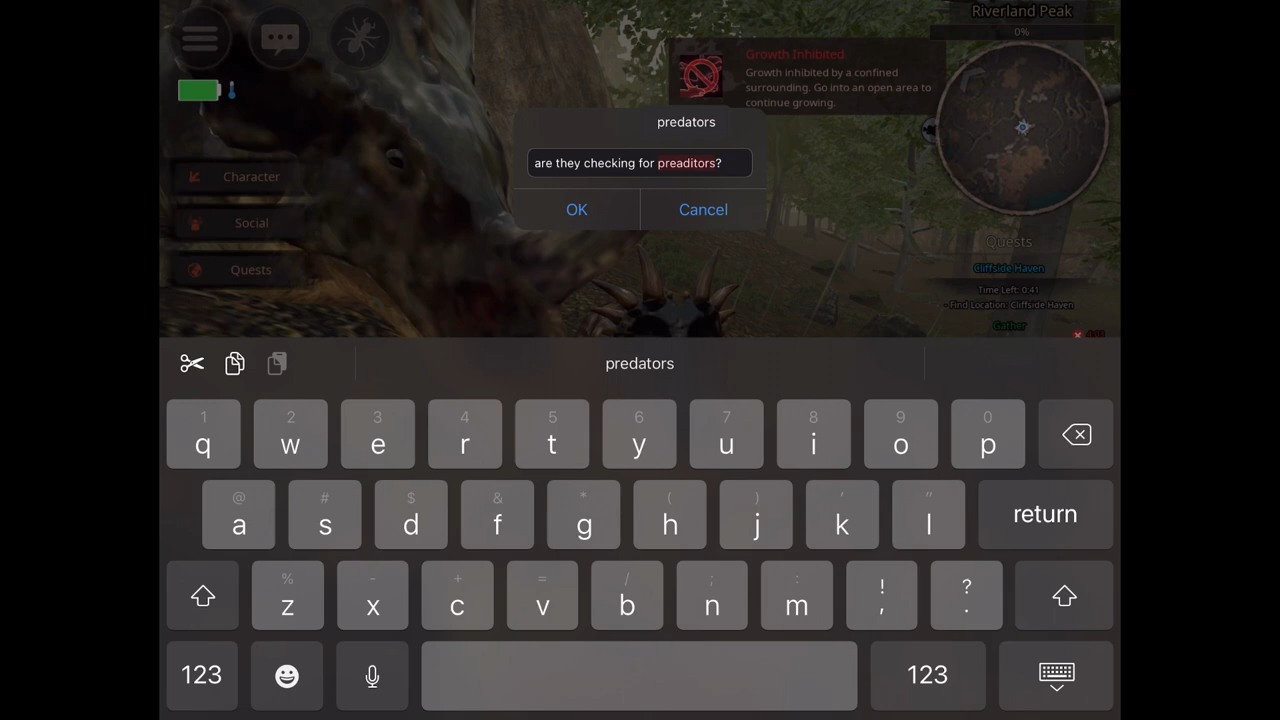 Riverland Peak
0%
Growth Inhibited
Growth inhibited by a confined
surrounding. Go into an open area to
continue growing.
predators
are they checking for preaditors?
OK Cancel
Character
Social
Quests
Quests
Cliffside Haven
Time Left: 0:41
- Find Location: Cliffside Haven
Gather
predators
1 2 3 4 5 6 7 8 9 0
q w e r t y u i o p
@ # $ & * ( ) ' "
a s d f g h j k l return
% - + = / ; : ! ?
z x c v b n m , .
123 123